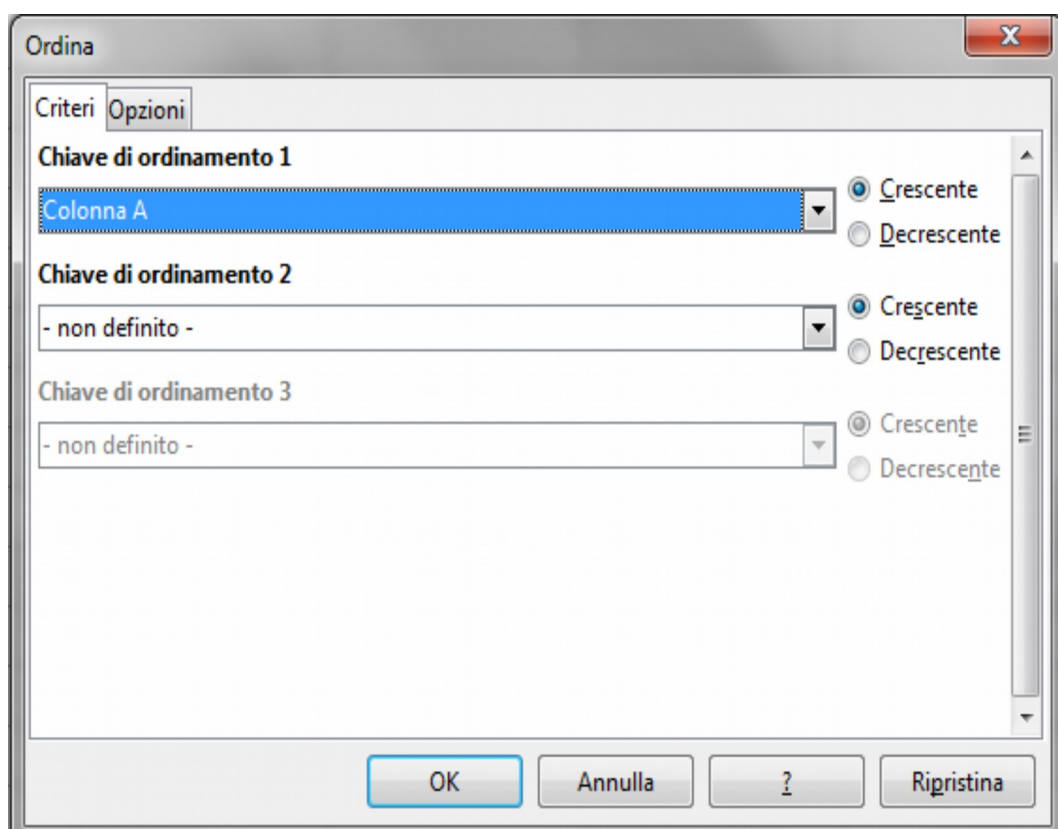 Ordina
Criteri Opzioni
Chiave di ordinamento 1
Colonna A
Crescente
Decrescente
Chiave di ordinamento 2
- non definito -
Crescente
Decrescente
Chiave di ordinamento 3
- non definito -
Crescente
Decrescente
OK Annulla ? Ripristina